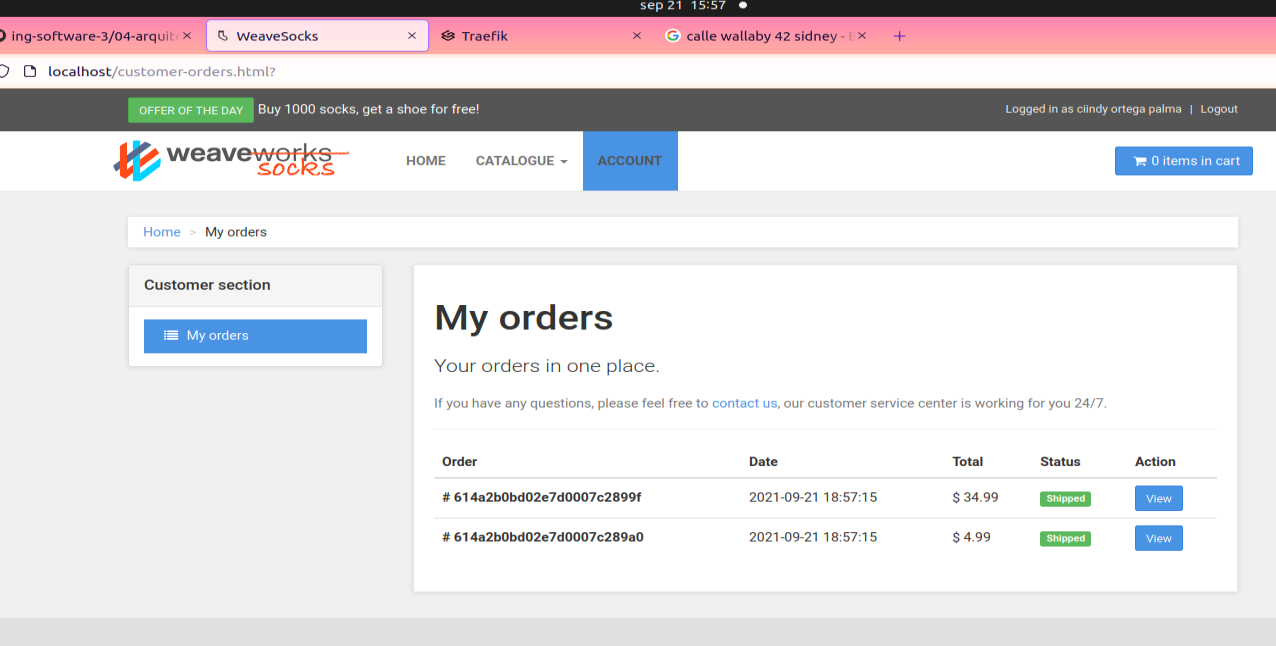 sep 21 15:57
ing-software-3/04-arquite
WeaveSocks
Traefik
calle wallaby 42 sidney -
localhost/customer-orders.html?
OFFER OF THE DAY Buy 1000 socks, get a shoe for free!
Logged in as ciindy ortega palma | Logout
weaveworks
socks
HOME CATALOGUE ACCOUNT
0 items in cart
Home > My orders
Customer section
My orders
My orders
Your orders in one place.
If you have any questions, please feel free to contact us, our customer service center is working for you 24/7.
Order Date Total Status Action
# 614a2b0bd02e7d0007c2899f 2021-09-21 18:57:15 $ 34.99 Shipped View
# 614a2b0bd02e7d0007c289a0 2021-09-21 18:57:15 $ 4.99 Shipped View